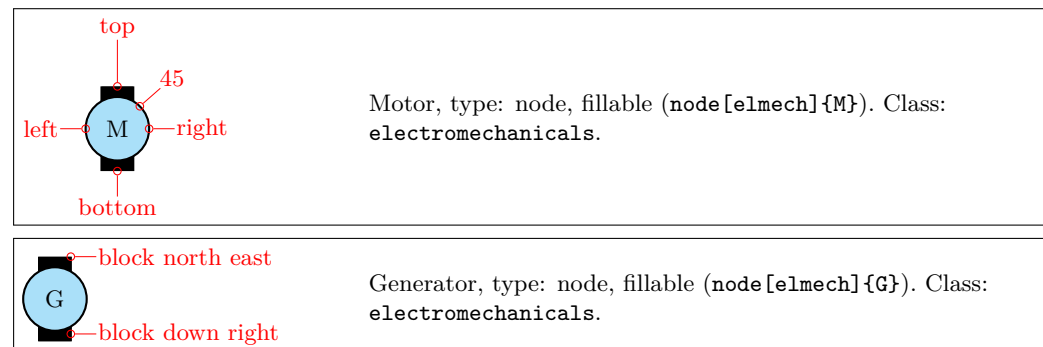 top
45
left
M
right
bottom
Motor, type: node, fillable (node[elmech]{M}). Class:
electromechanicals.
block north east
G
block down right
Generator, type: node, fillable (node[elmech]{G}). Class:
electromechanicals.